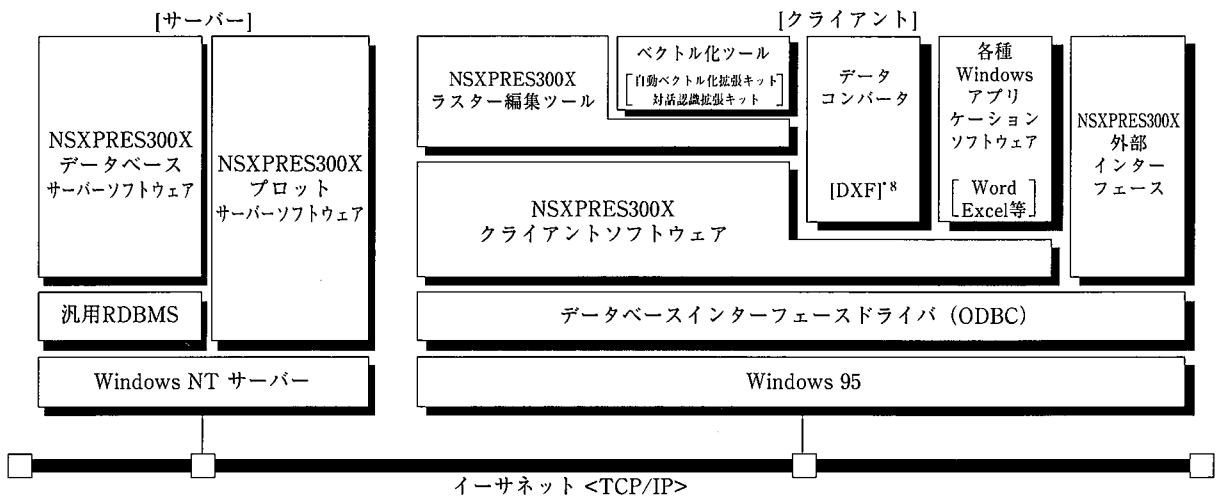 [サーバー]
NSXPRES300X
データベース
サーバーソフトウェア
NSXPRES300X
プロット
サーバーソフトウェア
汎用RDBMS
Windows NT サーバー
[クライアント]
NSXPRES300X
ラスター編集ツール
ベクトル化ツール
[自動ベクトル化拡張キット
対話認識拡張キット]
データ
コンバータ
[DXF]*8
各種
Windows
アプリ
ケーション
ソフトウェア
[Word
Excel等]
NSXPRES300X
外部
インター
フェース
NSXPRES300X
クライアントソフトウェア
データベースインターフェースドライバ（ODBC）
Windows 95
イーサネット <TCP/IP>